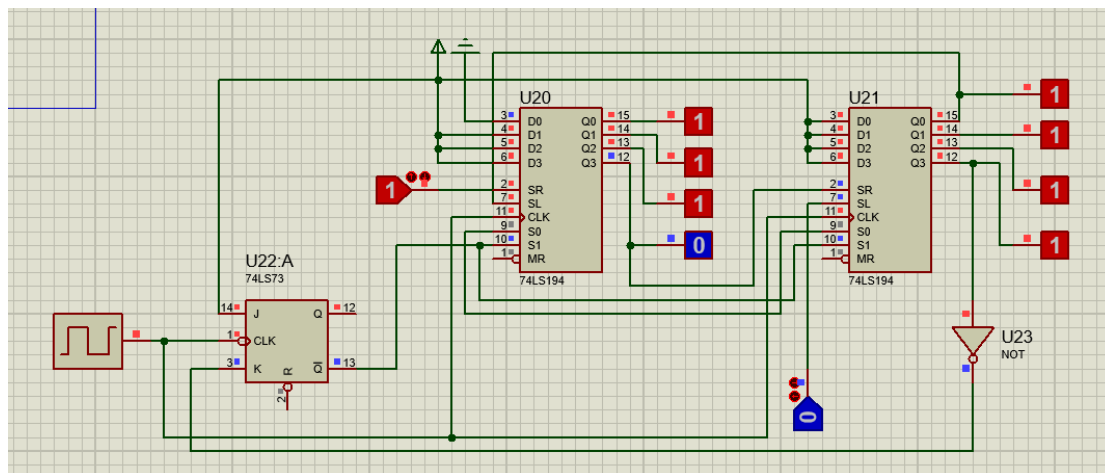 U20
3 D0 Q0 15
4 D1 Q1 14
5 D2 Q2 13
6 D3 Q3 12
2 SR
7 SL
11 CLK
9 S0
10 S1
1 MR
74LS194
1
1
1
1
0
U21
3 D0 Q0 15
4 D1 Q1 14
5 D2 Q2 13
6 D3 Q3 12
2 SR
7 SL
11 CLK
9 S0
10 S1
1 MR
74LS194
1
1
1
1
U22:A
74LS73
14 J Q 12
1 CLK
3 K Q 13
R
2
U23
NOT
0